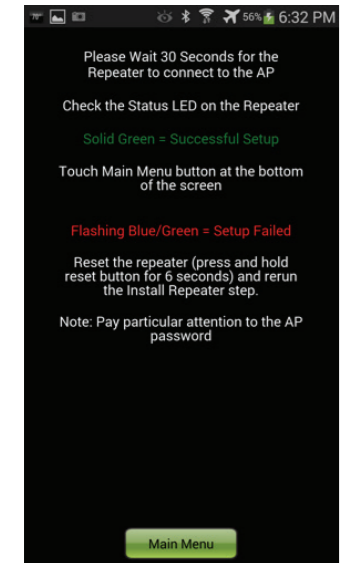 56% 6:32 PM
Please Wait 30 Seconds for the
Repeater to connect to the AP
Check the Status LED on the Repeater
Solid Green = Successful Setup
Touch Main Menu button at the bottom
of the screen
Flashing Blue/Green = Setup Failed
Reset the repeater (press and hold
reset button for 6 seconds) and rerun
the Install Repeater step.
Note: Pay particular attention to the AP
password
Main Menu